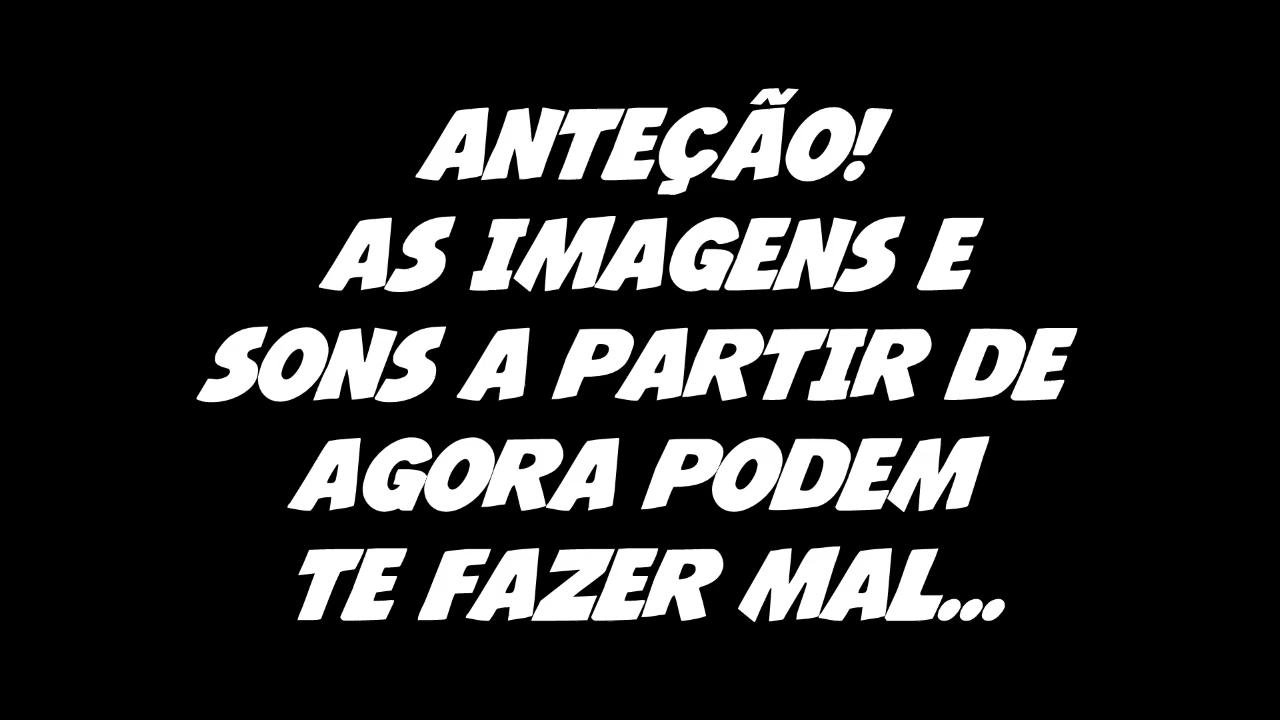 ANTEÇÃO!
AS IMAGENS E
SONS A PARTIR DE
AGORA PODEM
TE FAZER MAL...